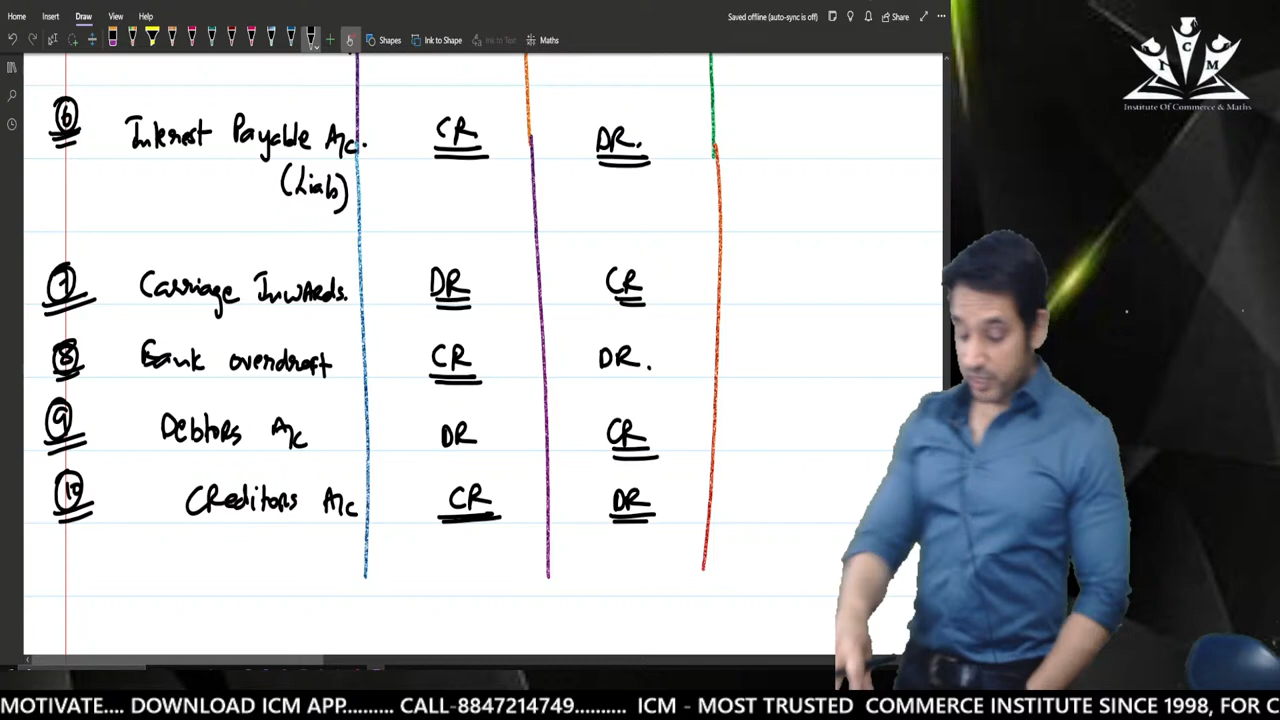 Home Insert Draw View Help
Saved offline (auto-sync is off)
Share
Shapes Ink to Shape Ink to Text Maths
I C M
Institute Of Commerce & Maths
6 Interest Payable A/c. CR DR.
(Liab)
7 Carriage Inwards. DR CR
8 Bank overdraft CR DR.
9 Debtors A/c DR CR
10 Creditors A/c CR DR
MOTIVATE.... DOWNLOAD ICM APP.......... CALL-8847214749.......... ICM - MOST TRUSTED COMMERCE INSTITUTE SINCE 1998, FOR C